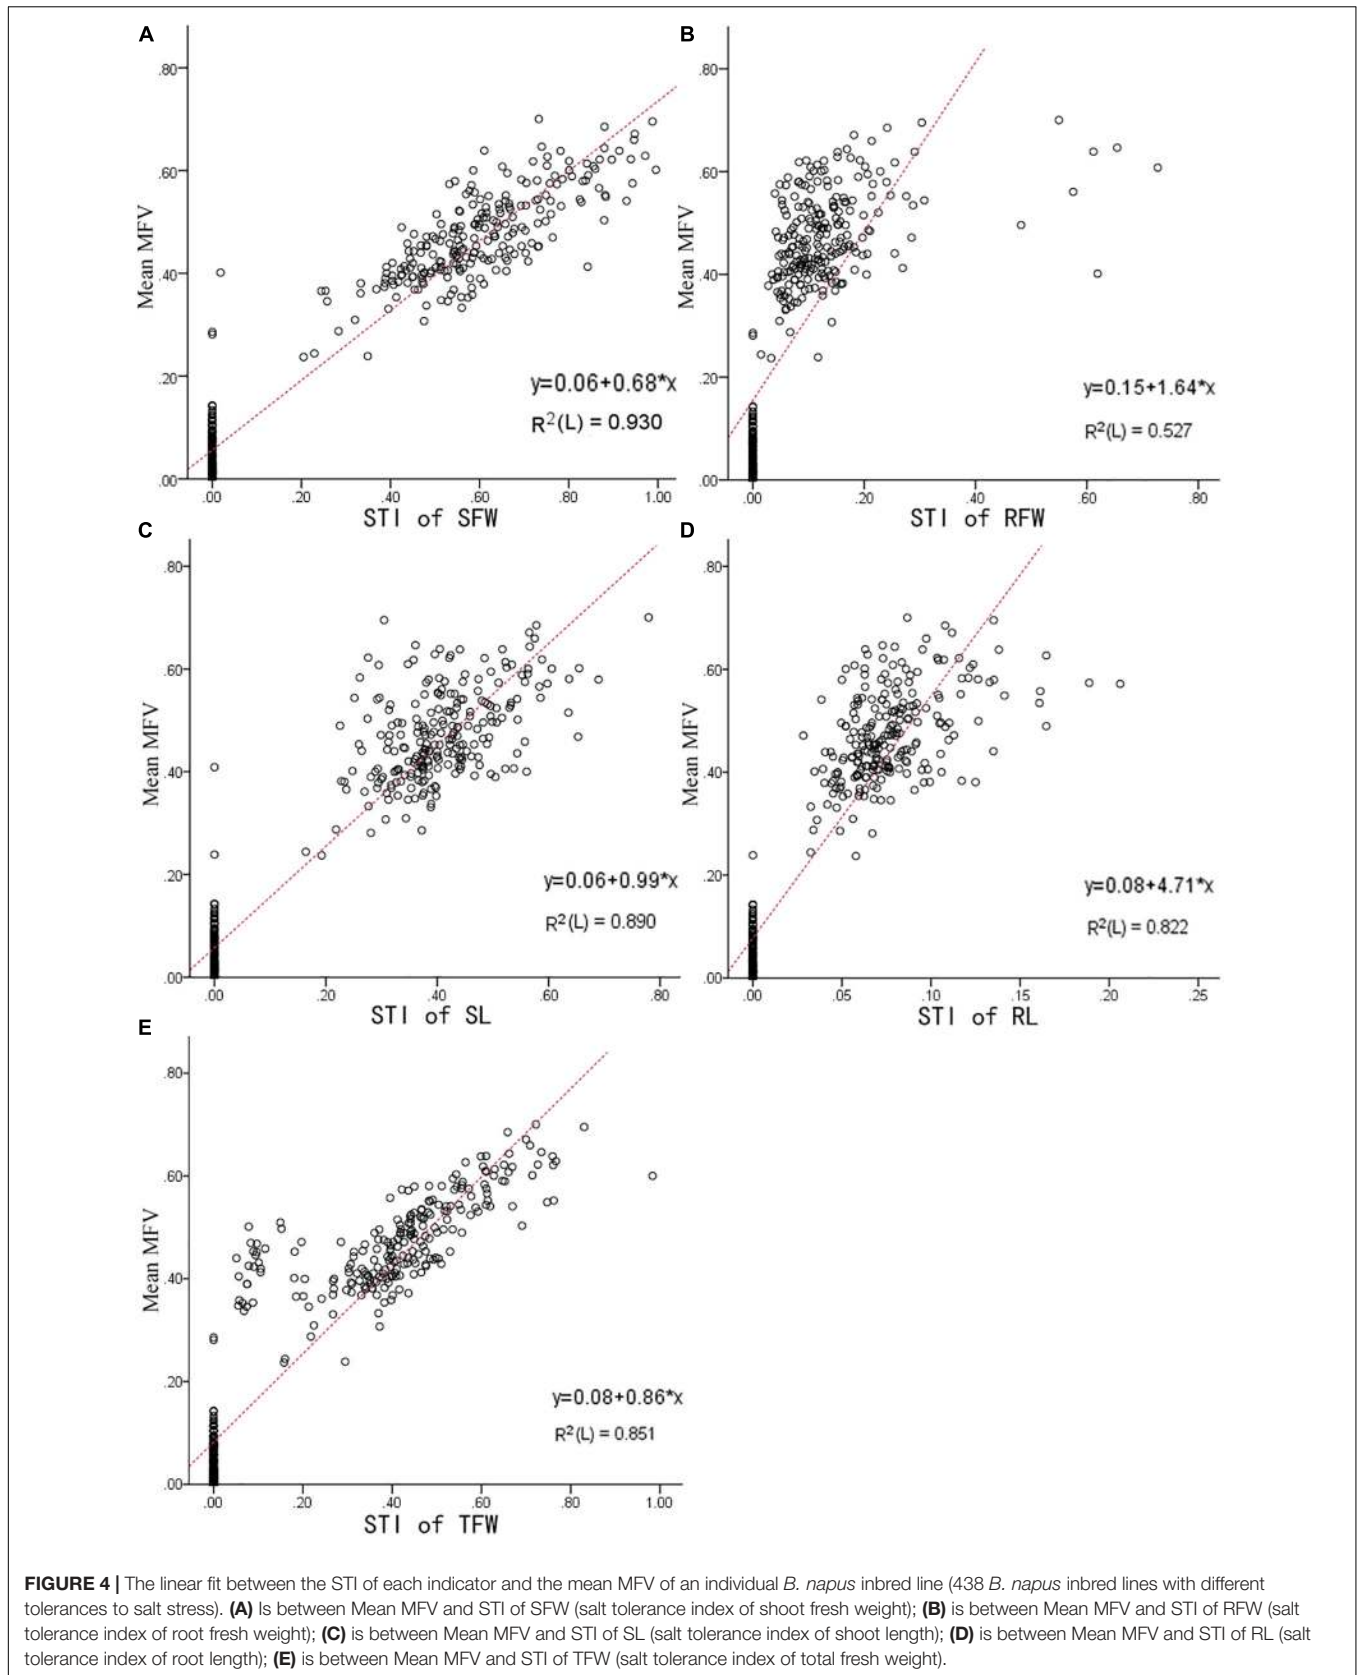 A
Mean MFV
.80
.60
.40
.20
.00
y=0.06+0.68*x
R²(L) = 0.930
.00 .20 .40 .60 .80 1.00
STI of SFW
B
Mean MFV
.80
.60
.40
.20
.00
y=0.15+1.64*x
R²(L) = 0.527
.00 .20 .40 .60 .80
STI of RFW
C
Mean MFV
.80
.60
.40
.20
.00
y=0.06+0.99*x
R²(L) = 0.890
.00 .20 .40 .60 .80
STI of SL
D
Mean MFV
.80
.60
.40
.20
.00
y=0.08+4.71*x
R²(L) = 0.822
.00 .05 .10 .15 .20 .25
STI of RL
E
Mean MFV
.80
.60
.40
.20
.00
y=0.08+0.86*x
R²(L) = 0.851
.00 .20 .40 .60 .80 1.00
STI of TFW
FIGURE 4 | The linear fit between the STI of each indicator and the mean MFV of an individual B. napus inbred line (438 B. napus inbred lines with different
tolerances to salt stress). (A) Is between Mean MFV and STI of SFW (salt tolerance index of shoot fresh weight); (B) is between Mean MFV and STI of RFW (salt
tolerance index of root fresh weight); (C) is between Mean MFV and STI of SL (salt tolerance index of shoot length); (D) is between Mean MFV and STI of RL (salt
tolerance index of root length); (E) is between Mean MFV and STI of TFW (salt tolerance index of total fresh weight).